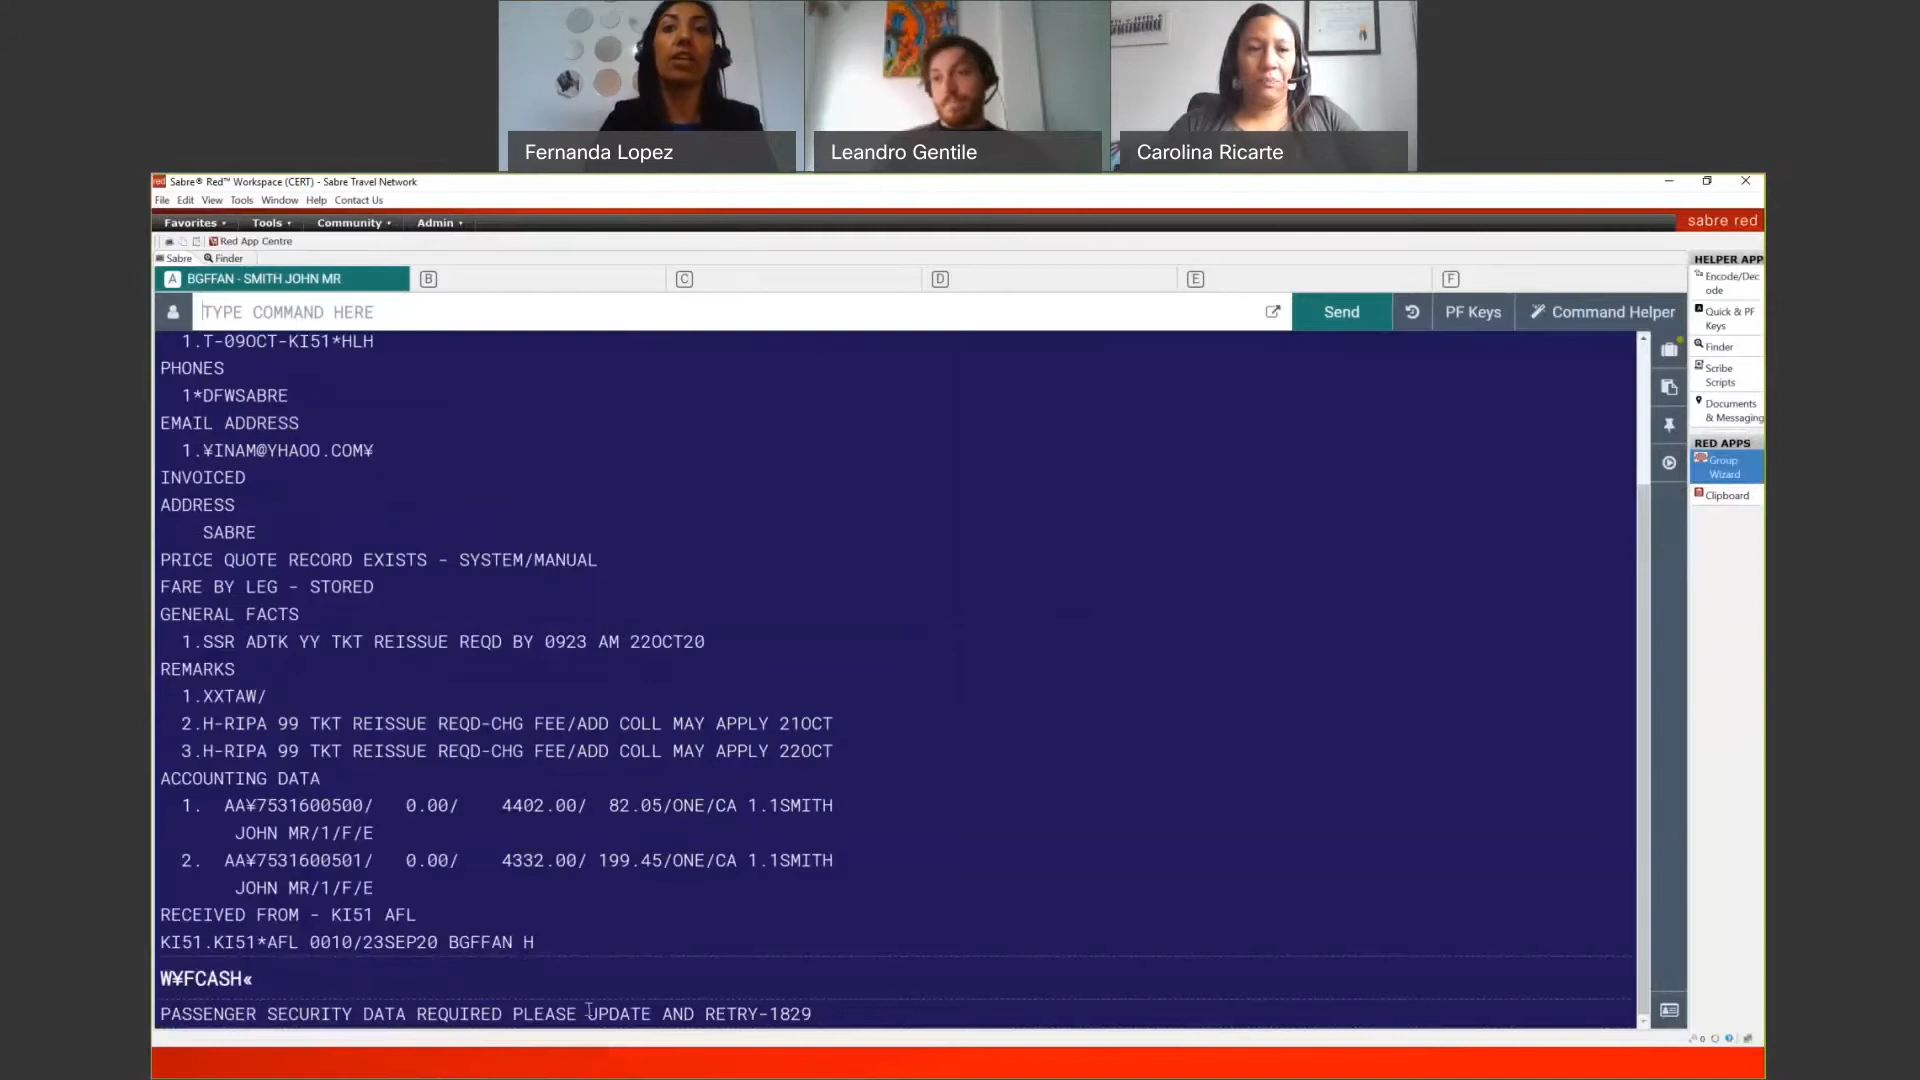 Fernanda Lopez
Leandro Gentile
Carolina Ricarte
red Sabre® Red™ Workspace (CERT) - Sabre Travel Network
File Edit View Tools Window Help Contact Us
Favorites Tools Community Admin
sabre red
Red App Centre
Sabre Finder
A BGFFAN - SMITH JOHN MR B C D E F
TYPE COMMAND HERE Send PF Keys Command Helper
1.T-09OCT-KI51*HLH
PHONES
1*DFWSABRE
EMAIL ADDRESS
1.¥INAM@YHAOO.COM¥
INVOICED
ADDRESS
SABRE
PRICE QUOTE RECORD EXISTS - SYSTEM/MANUAL
FARE BY LEG - STORED
GENERAL FACTS
1.SSR ADTK YY TKT REISSUE REQD BY 0923 AM 22OCT20
REMARKS
1.XXTAW/
2.H-RIPA 99 TKT REISSUE REQD-CHG FEE/ADD COLL MAY APPLY 21OCT
3.H-RIPA 99 TKT REISSUE REQD-CHG FEE/ADD COLL MAY APPLY 22OCT
ACCOUNTING DATA
1. AA¥7531600500/ 0.00/ 4402.00/ 82.05/ONE/CA 1.1SMITH
JOHN MR/1/F/E
2. AA¥7531600501/ 0.00/ 4332.00/ 199.45/ONE/CA 1.1SMITH
JOHN MR/1/F/E
RECEIVED FROM - KI51 AFL
KI51.KI51*AFL 0010/23SEP20 BGFFAN H
W¥FCASH«
PASSENGER SECURITY DATA REQUIRED PLEASE UPDATE AND RETRY-1829
HELPER APP
Encode/Dec
ode
Quick & PF
Keys
Finder
Scribe
Scripts
Documents
& Messaging
RED APPS
Group
Wizard
Clipboard
0